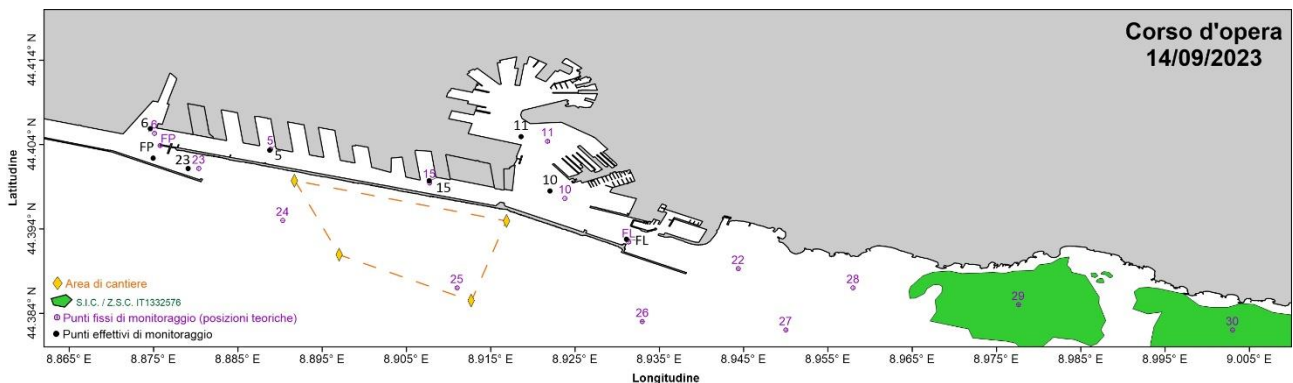 Corso d'opera
14/09/2023
Latitudine
44.414° N
44.404° N
44.394° N
44.384° N
6
6
FP
FP
23
23
5
5
15
15
11
11
10
10
FL
FL
24
25
22
28
26
27
29
30
Area di cantiere
S.I.C. / Z.S.C. IT1332576
Punti fissi di monitoraggio (posizioni teoriche)
Punti effettivi di monitoraggio
8.865° E
8.875° E
8.885° E
8.895° E
8.905° E
8.915° E
8.925° E
8.935° E
8.945° E
8.955° E
8.965° E
8.975° E
8.985° E
8.995° E
9.005° E
Longitudine